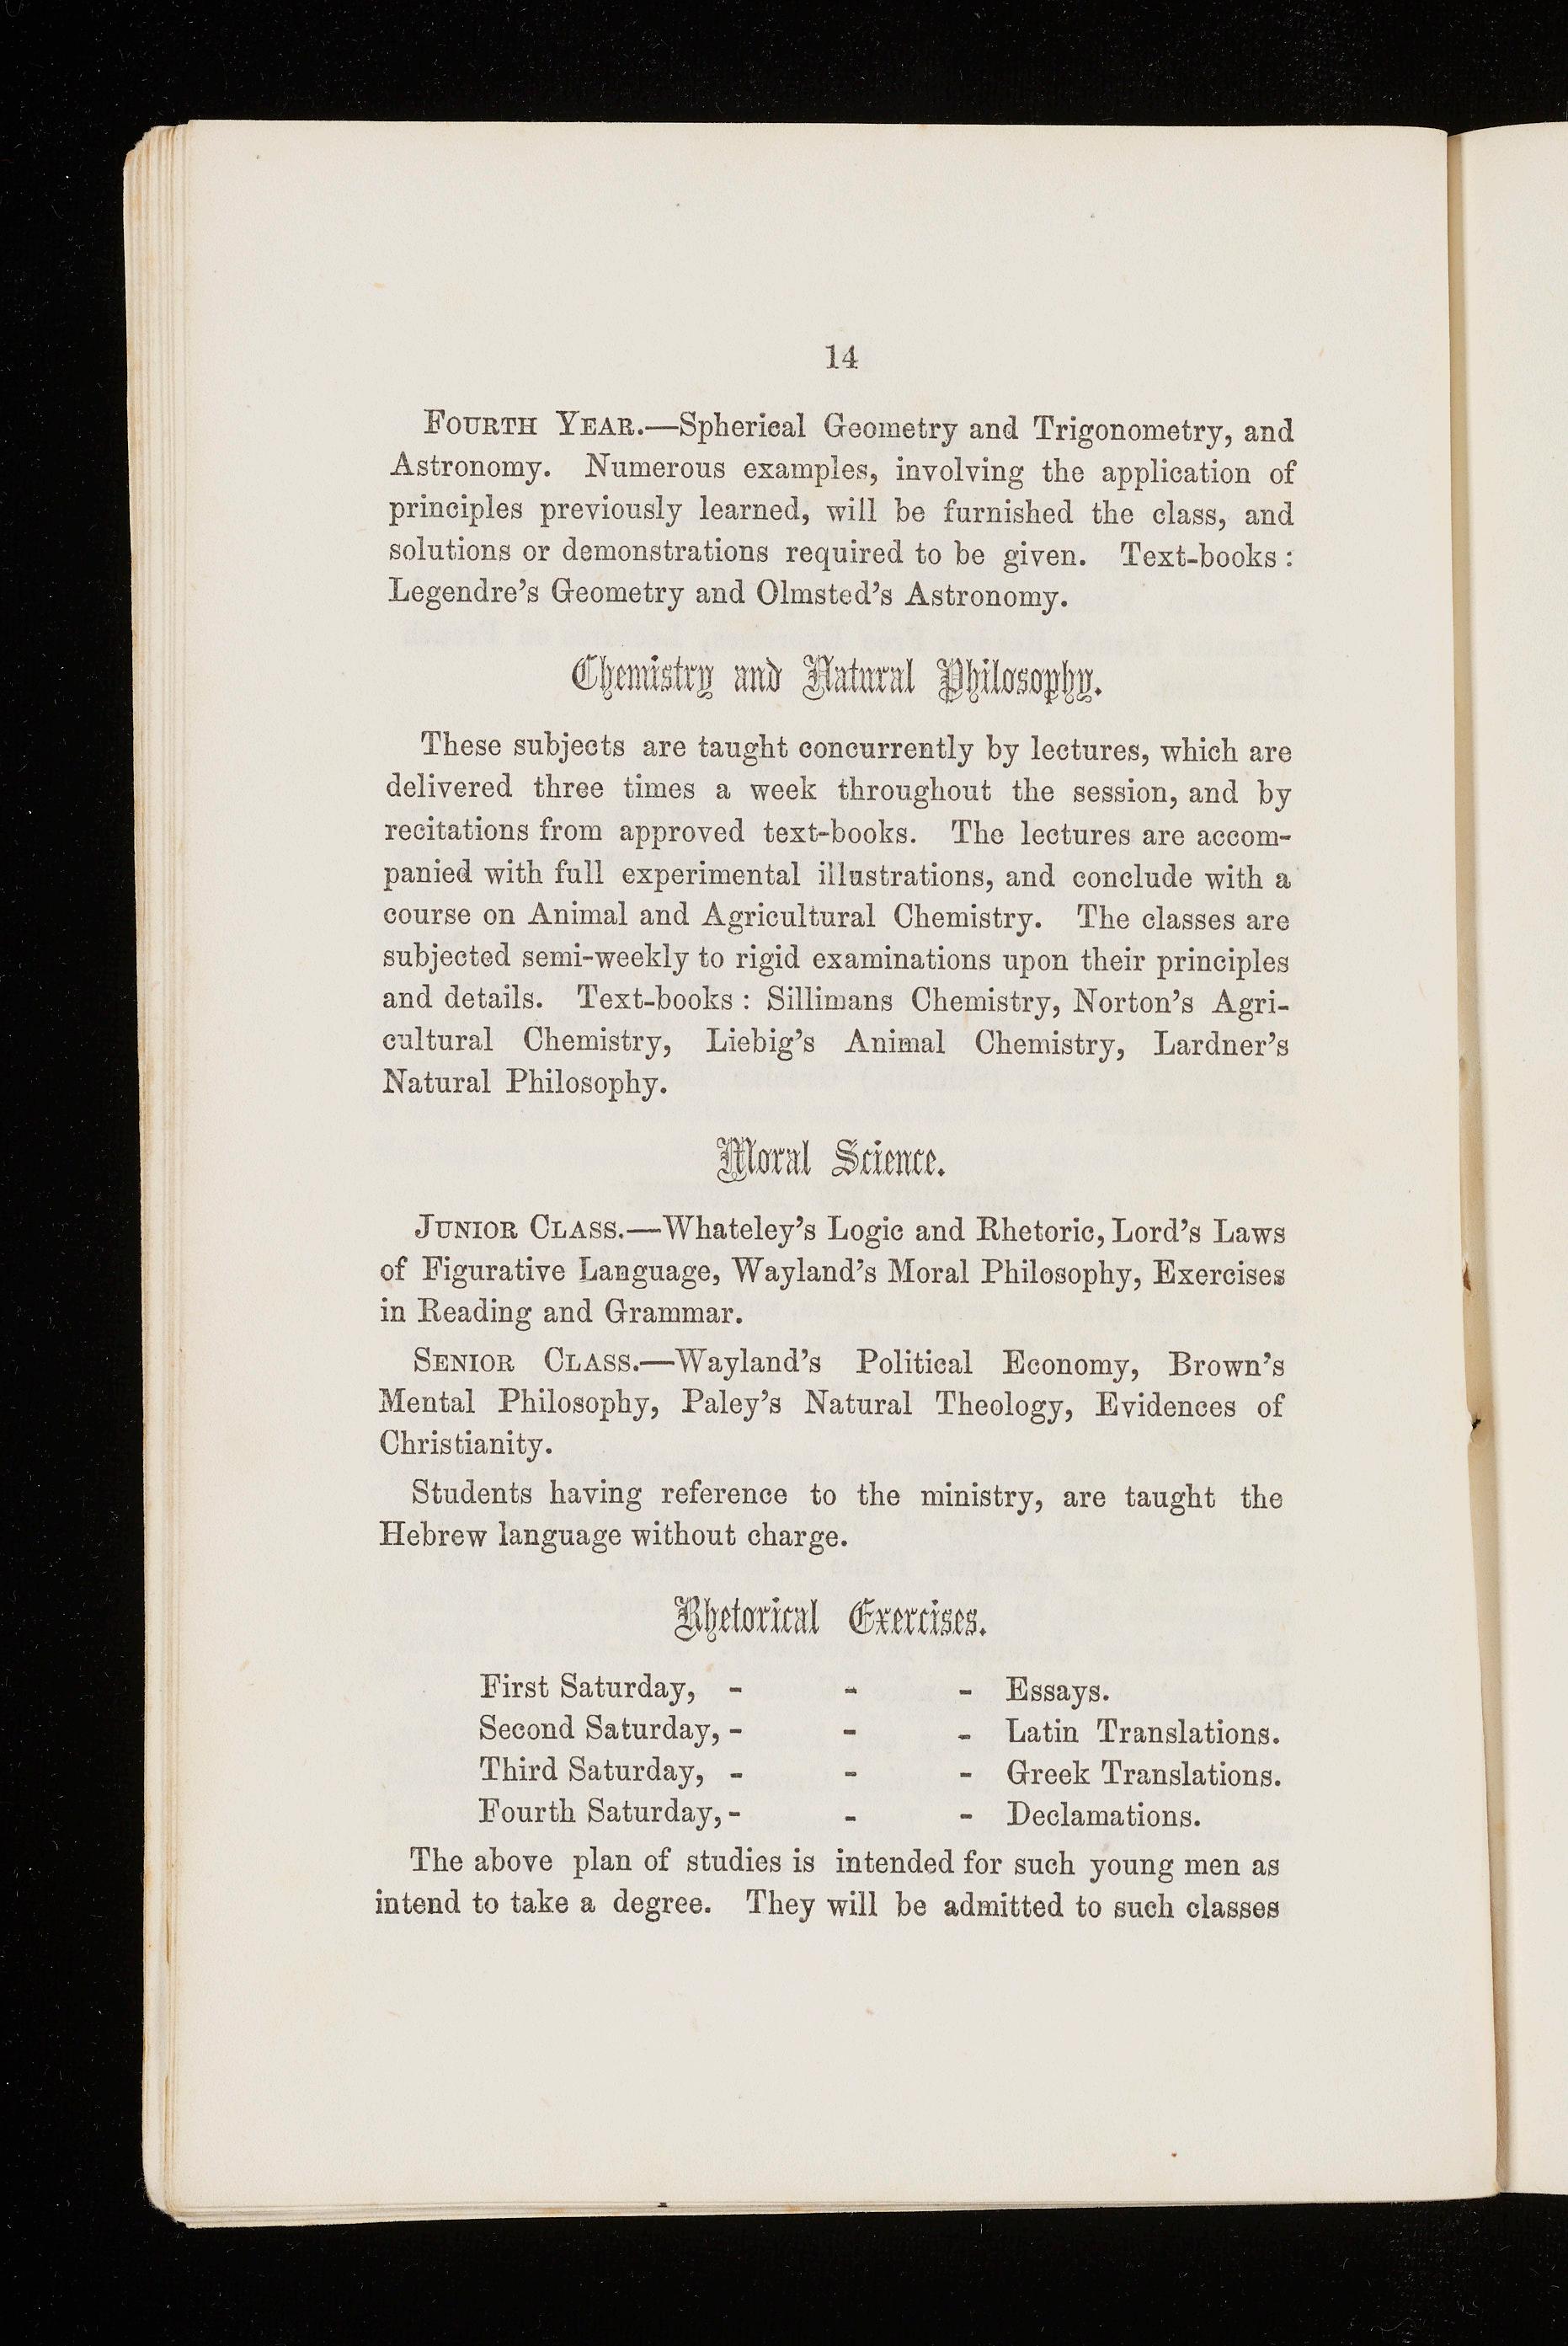 14
FOURTH YEAR.—Spherical Geometry and Trigonometry, and
Astronomy. Numerous examples, involving the application of
principles previously learned, will be furnished the class, and
solutions or demonstrations required to be given. Text-books :
Legendre's Geometry and Olmsted's Astronomy.
Chemistry and Natural Philosophy.
These subjects are taught concurrently by lectures, which are
delivered three times a week throughout the session, and by
recitations from approved text-books. The lectures are accom-
panied with full experimental illustrations, and conclude with a
course on Animal and Agricultural Chemistry. The classes are
subjected semi-weekly to rigid examinations upon their principles
and details. Text-books : Sillimans Chemistry, Norton's Agri-
cultural Chemistry, Liebig's Animal Chemistry, Lardner's
Natural Philosophy.
Moral Science.
JUNIOR CLASS.—Whateley's Logic and Rhetoric, Lord's Laws
of Figurative Language, Wayland's Moral Philosophy, Exercises
in Reading and Grammar.
SENIOR CLASS.—Wayland's Political Economy, Brown's
Mental Philosophy, Paley's Natural Theology, Evidences of
Christianity.
Students having reference to the ministry, are taught the
Hebrew language without charge.
Rhetorical Exercises.
First Saturday, - - - Essays.
Second Saturday, - - - Latin Translations.
Third Saturday, - - - Greek Translations.
Fourth Saturday, - - - Declamations.
The above plan of studies is intended for such young men as
intend to take a degree. They will be admitted to such classes